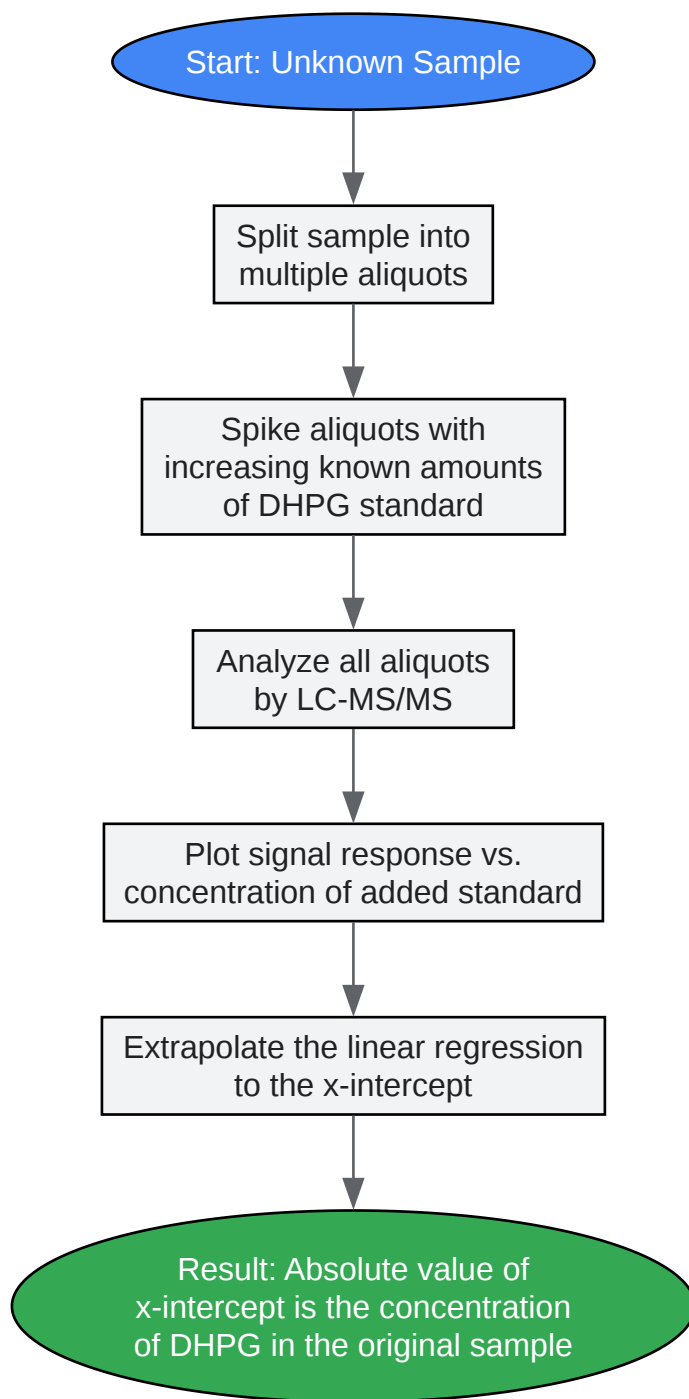 Start: Unknown Sample
Split sample into
multiple aliquots
Spike aliquots with
increasing known amounts
of DHPG standard
Analyze all aliquots
by LC-MS/MS
Plot signal response vs.
concentration of added standard
Extrapolate the linear regression
to the x-intercept
Result: Absolute value of
x-intercept is the concentration
of DHPG in the original sample